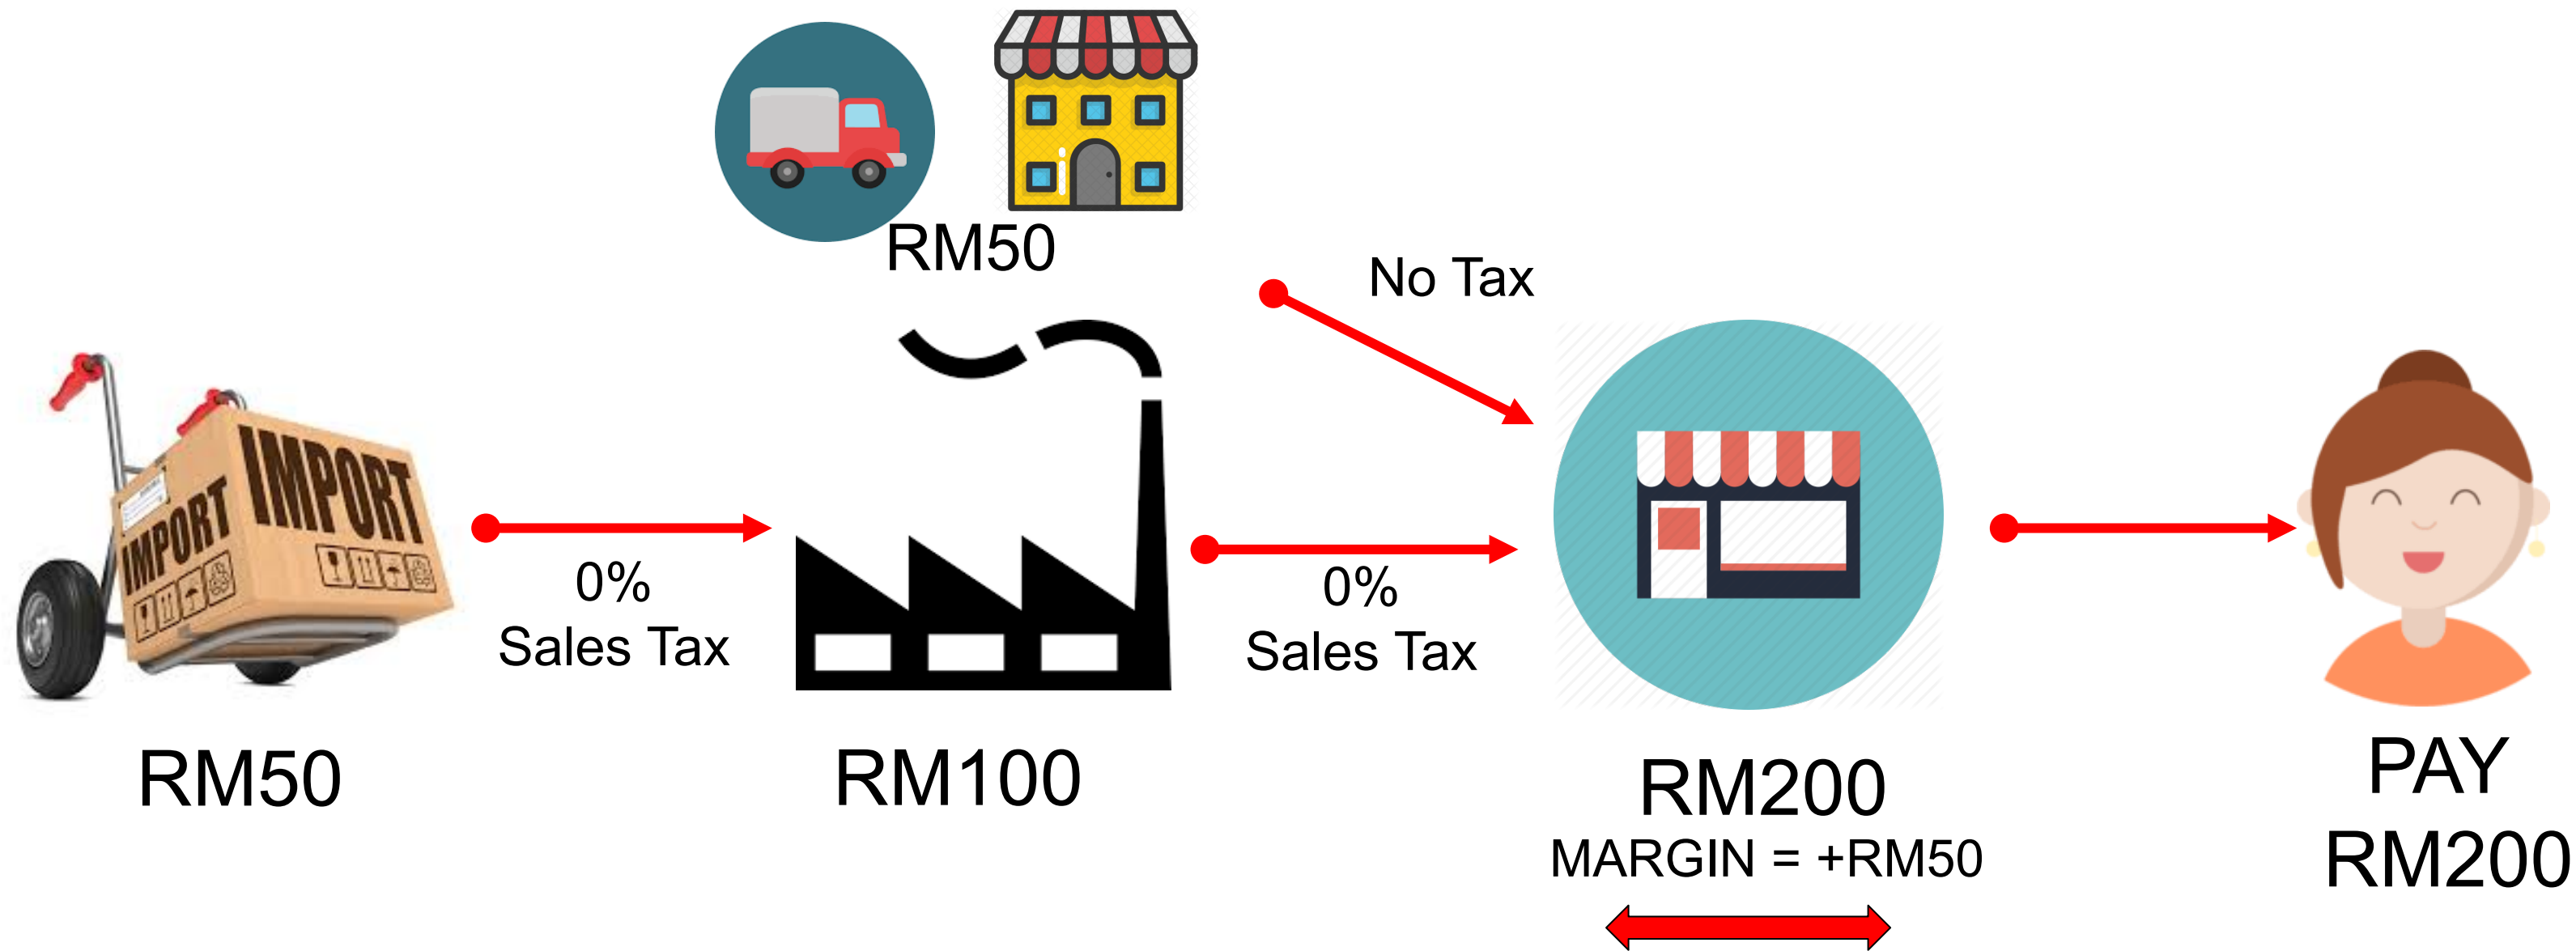 RM50
No Tax
IMPORT
IMPORT
0%
Sales Tax
0%
Sales Tax
RM50
RM100
RM200
MARGIN = +RM50
PAY
RM200